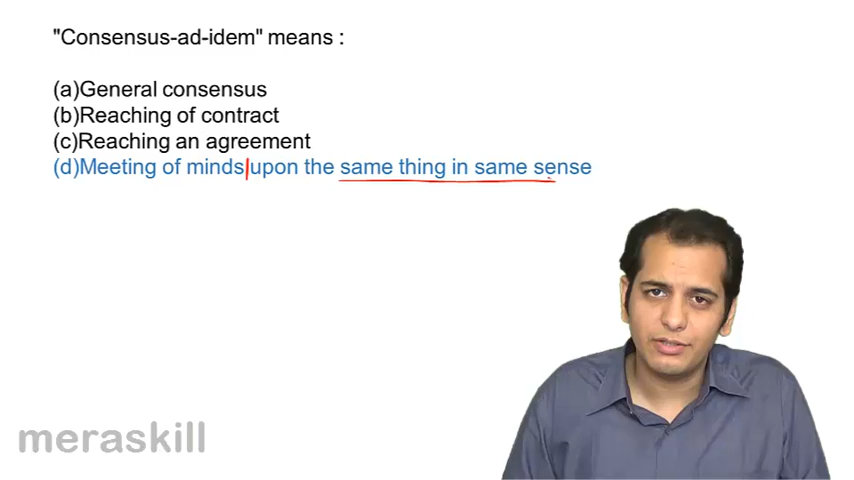 "Consensus-ad-idem" means :
(a)General consensus
(b)Reaching of contract
(c)Reaching an agreement
(d)Meeting of minds upon the same thing in same sense
meraskill